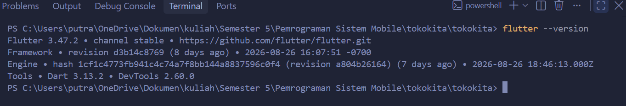 Problems Output Debug Console Terminal Ports powershell
PS C:\Users\putra\OneDrive\Dokumen\kuliah\Semester 5\Pemrograman Sistem Mobile\tokokita\tokokita> flutter --version
Flutter 3.47.2 • channel stable • https://github.com/flutter/flutter.git
Framework • revision d3b14c8769 (8 days ago) • 2026-08-26 16:07:51 -0700
Engine • hash 1cf1c4773fb941c4c74a7f8bb144a8837596c0f4 (revision a804b26164) (7 days ago) • 2026-08-26 18:46:13.000Z
Tools • Dart 3.13.2 • DevTools 2.60.0
PS C:\Users\putra\OneDrive\Dokumen\kuliah\Semester 5\Pemrograman Sistem Mobile\tokokita\tokokita>